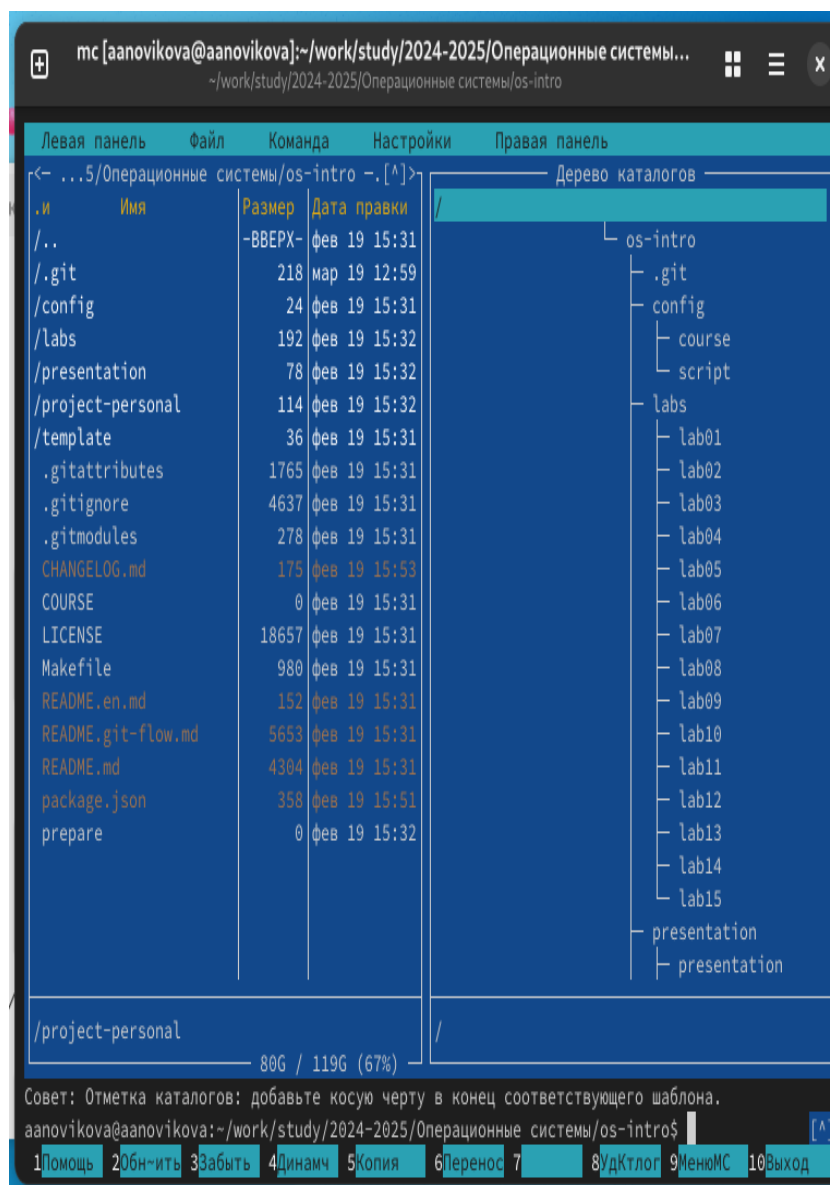 mc [aanovikova@aanovikova]:~/work/study/2024-2025/Операционные системы...
~/work/study/2024-2025/Операционные системы/os-intro
Левая панель Файл Команда Настройки Правая панель
<- ...5/Операционные системы/os-intro -.[^]>
Дерево каталогов
.и Имя Размер Дата правки
/
/.. -ВВЕРХ- фев 19 15:31
os-intro
/.git 218 мар 19 12:59
.git
/config 24 фев 19 15:31
config
/labs 192 фев 19 15:32
course
/presentation 78 фев 19 15:32
script
/project-personal 114 фев 19 15:32
labs
/template 36 фев 19 15:31
lab01
.gitattributes 1765 фев 19 15:31
lab02
.gitignore 4637 фев 19 15:31
lab03
.gitmodules 278 фев 19 15:31
lab04
CHANGELOG.md 175 фев 19 15:53
lab05
COURSE 0 фев 19 15:31
lab06
LICENSE 18657 фев 19 15:31
lab07
Makefile 980 фев 19 15:31
lab08
README.en.md 152 фев 19 15:31
lab09
README.git-flow.md 5653 фев 19 15:31
lab10
README.md 4304 фев 19 15:31
lab11
package.json 358 фев 19 15:51
lab12
prepare 0 фев 19 15:32
lab13
lab14
lab15
presentation
presentation
/project-personal
/
80G / 119G (67%)
Совет: Отметка каталогов: добавьте косую черту в конец соответствующего шаблона.
aanovikova@aanovikova:~/work/study/2024-2025/Операционные системы/os-intro$ [^]
1Помощь 2Обн~ить 3Забыть 4Динамч 5Копия 6Перенос 7 8УдКтлог 9МенюМС 10Выход